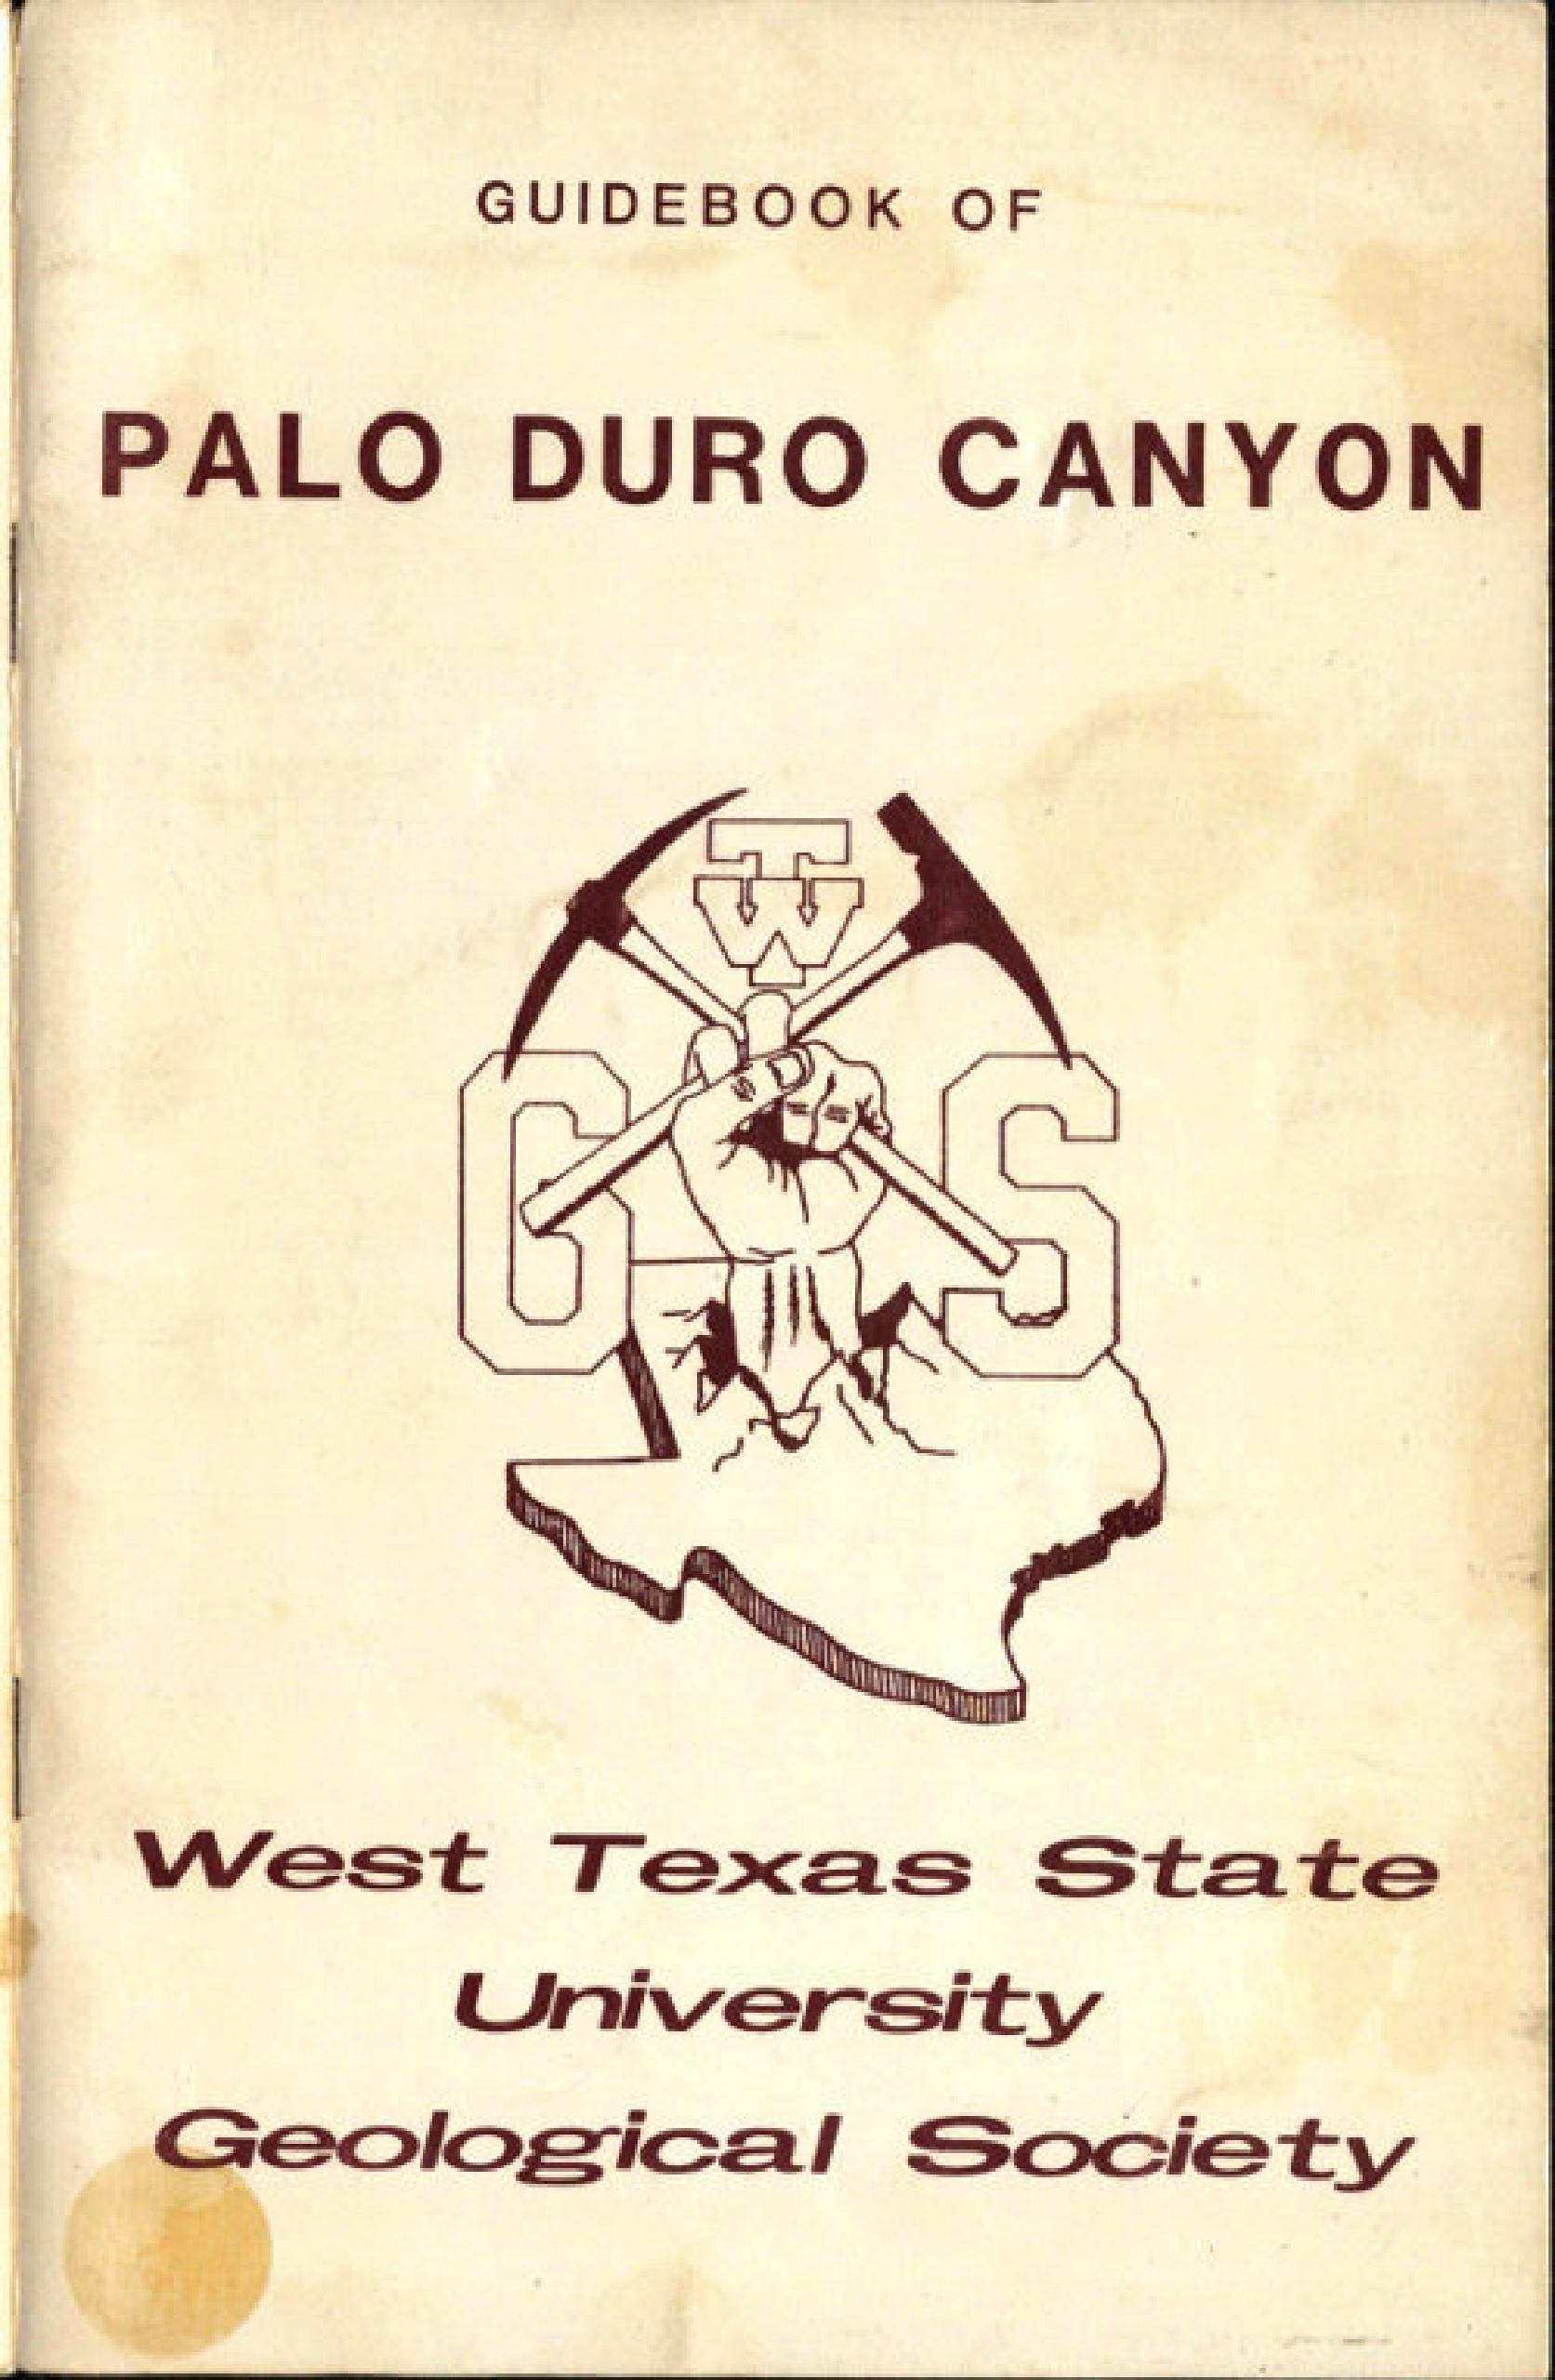 GUIDEBOOK OF
PALO DURO CANYON
T
W
G S
West Texas State
University
Geological Society